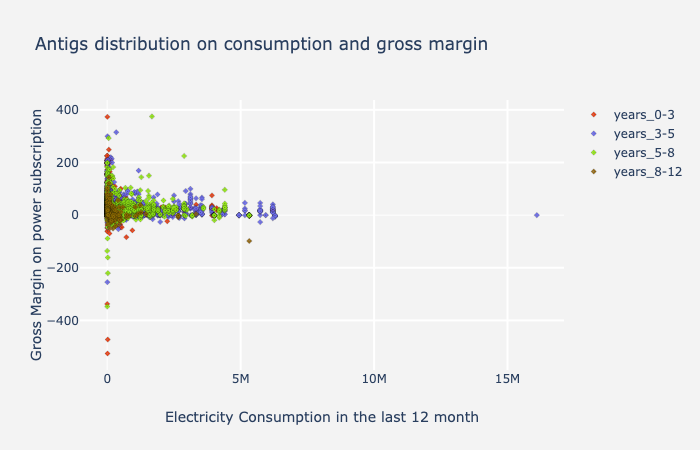 Antigs distribution on consumption and gross margin
years_0-3
years_3-5
years_5-8
years_8-12
Gross Margin on power subscription
400
200
0
−200
−400
0
5M
10M
15M
Electricity Consumption in the last 12 month